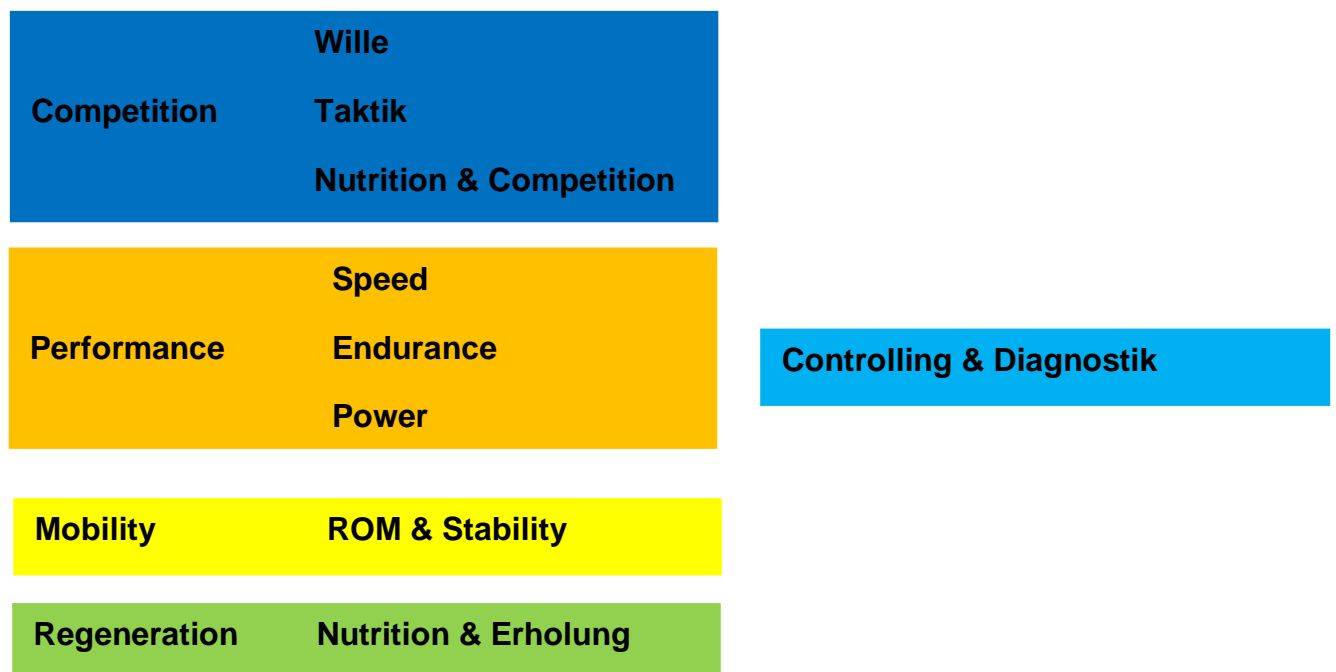 Wille
Competition Taktik
Nutrition & Competition
Speed
Performance Endurance
Power
Controlling & Diagnostik
Mobility ROM & Stability
Regeneration Nutrition & Erholung